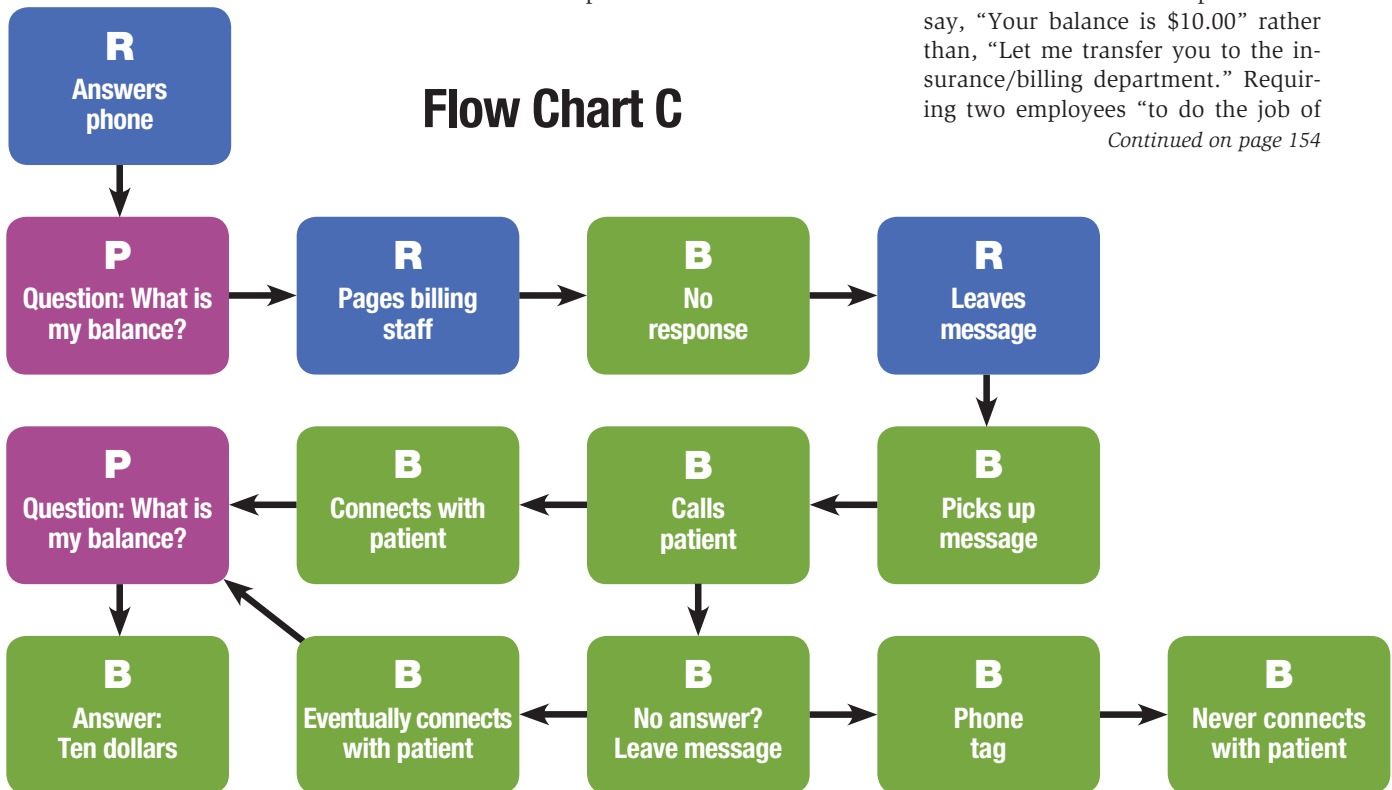 say, “Your balance is $10.00” rather
than, “Let me transfer you to the in-
surance/billing department.” Requir-
ing two employees “to do the job of
Continued on page 154
Flow Chart C
R
Answers
phone
P
Question: What is
my balance?
R
Pages billing
staff
B
No
response
R
Leaves
message
B
Picks up
message
B
Calls
patient
B
Connects with
patient
P
Question: What is
my balance?
B
Answer:
Ten dollars
B
Eventually connects
with patient
B
No answer?
Leave message
B
Phone
tag
B
Never connects
with patient